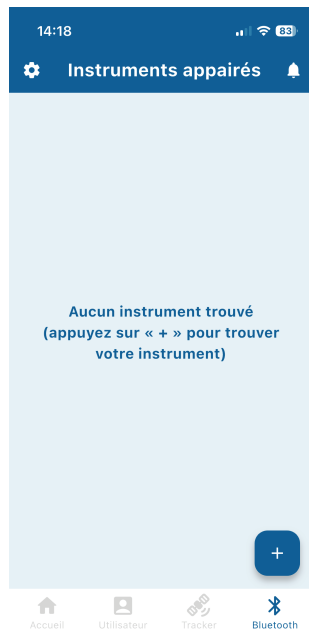 14:18
83
Instruments appairés
Aucun instrument trouvé
(appuyez sur « + » pour trouver
votre instrument)
+
Accueil
Utilisateur
Tracker
Bluetooth